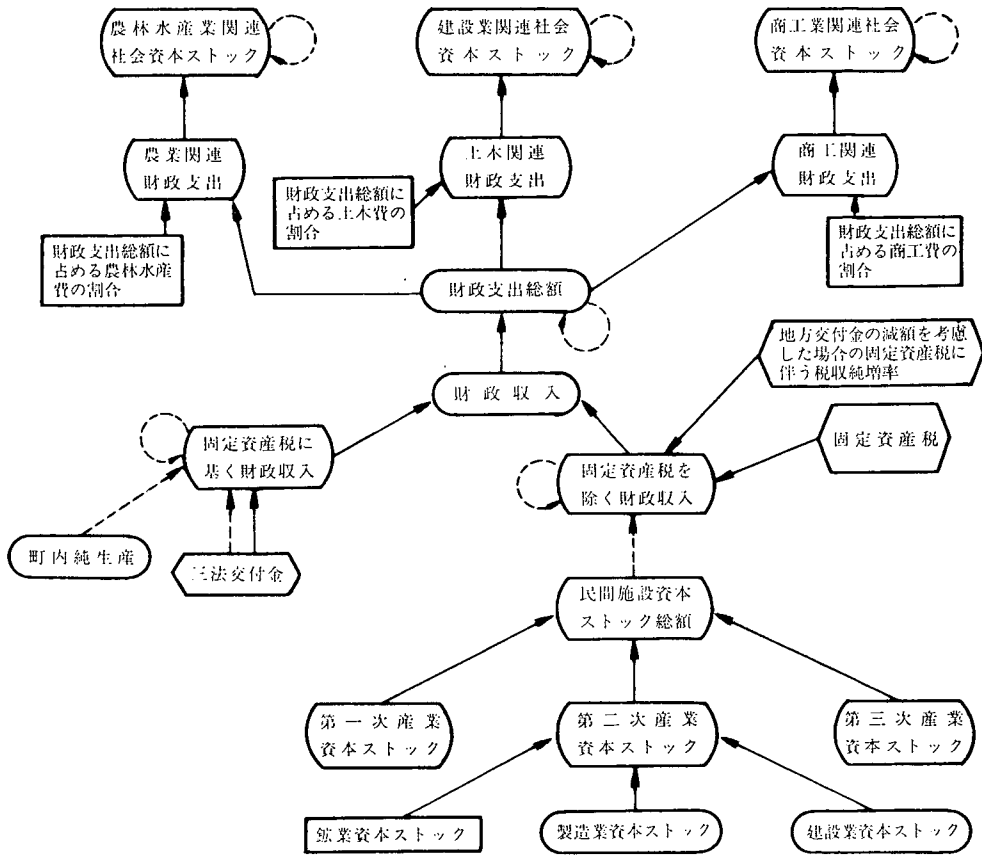 農林水産業関連
社会資本ストック
建設業関連社会
資本ストック
商工業関連社会
資本ストック
農業関連
財政支出
土木関連
財政支出
商工関連
財政支出
財政支出総額に
占める農林水産
費の割合
財政支出総額に
占める土木費の
割合
財政支出総額に
占める商工費の
割合
財政支出総額
地方交付金の減額を考慮
した場合の固定資産税に
伴う税収純増率
財政収入
固定資産税に
基く財政収入
固定資産税
固定資産税を
除く財政収入
町内純生産
三法交付金
民間施設資本
ストック総額
第一次産業
資本ストック
第二次産業
資本ストック
第三次産業
資本ストック
鉱業資本ストック
製造業資本ストック
建設業資本ストック